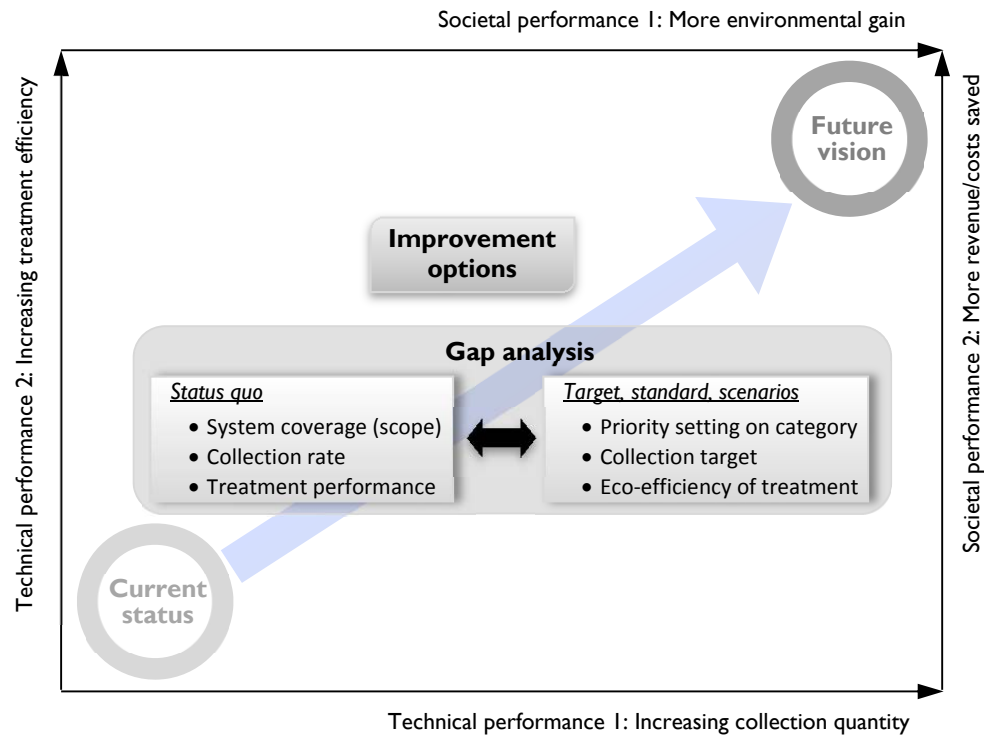 Societal performance 1: More environmental gain
Technical performance 2: Increasing treatment efficiency
Societal performance 2: More revenue/costs saved
Future
vision
Improvement
options
Gap analysis
Status quo
• System coverage (scope)
• Collection rate
• Treatment performance
Target, standard, scenarios
• Priority setting on category
• Collection target
• Eco-efficiency of treatment
Current
status
Technical performance 1: Increasing collection quantity